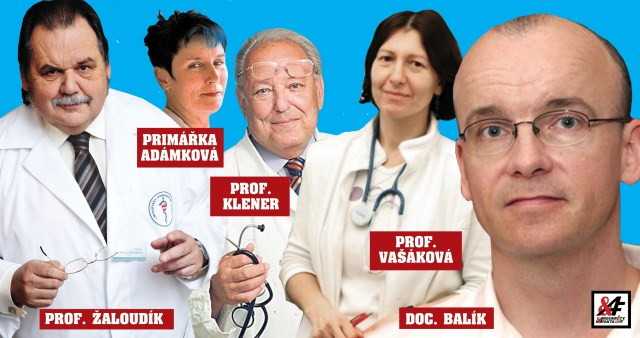 PRIMÁŘKA
ADÁMKOVÁ
PROF.
KLENER
PROF.
VAŠÁKOVÁ
PROF. ŽALOUDÍK
DOC. BALÍK